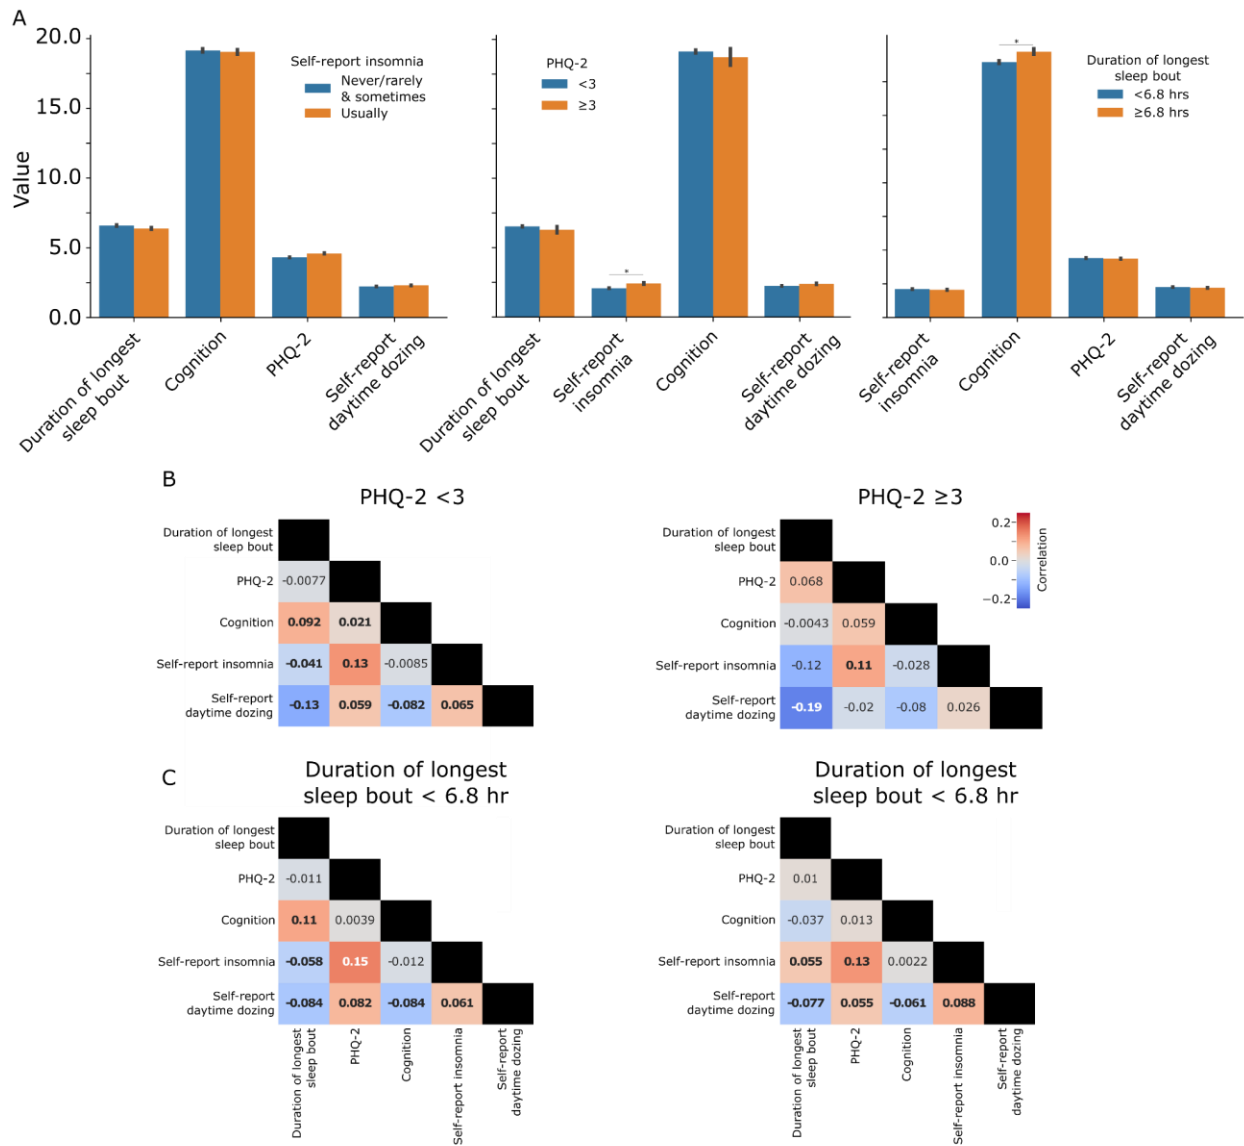 A
20.0
15.0
10.0
5.0
0.0
Value
Self-report insomnia
Never/rarely
& sometimes
Usually
Duration of longest
sleep bout
Cognition
PHQ-2
Self-report
daytime dozing
PHQ-2
<3
≥3
*
Duration of longest
sleep bout
Self-report
insomnia
Cognition
Self-report
daytime dozing
*
Duration of longest
sleep bout
<6.8 hrs
≥6.8 hrs
Self-report
insomnia
Cognition
PHQ-2
Self-report
daytime dozing
B
PHQ-2 <3
Duration of longest
sleep bout
PHQ-2
-0.0077
Cognition
0.092 0.021
Self-report insomnia
-0.041 0.13 -0.0085
Self-report
daytime dozing
-0.13 0.059 -0.082 0.065
PHQ-2 ≥3
Duration of longest
sleep bout
PHQ-2
0.068
Cognition
-0.0043 0.059
Self-report insomnia
-0.12 0.11 -0.028
Self-report
daytime dozing
-0.19 -0.02 -0.08 0.026
0.2
0.0
−0.2
Correlation
C
Duration of longest
sleep bout < 6.8 hr
Duration of longest
sleep bout
PHQ-2
-0.011
Cognition
0.11 0.0039
Self-report insomnia
-0.058 0.15 -0.012
Self-report
daytime dozing
-0.084 0.082 -0.084 0.061
Duration of longest
sleep bout
PHQ-2
Cognition
Self-report insomnia
Self-report
daytime dozing
Duration of longest
sleep bout < 6.8 hr
Duration of longest
sleep bout
PHQ-2
0.01
Cognition
-0.037 0.013
Self-report insomnia
0.055 0.13 0.0022
Self-report
daytime dozing
-0.077 0.055 -0.061 0.088
Duration of longest
sleep bout
PHQ-2
Cognition
Self-report insomnia
Self-report
daytime dozing